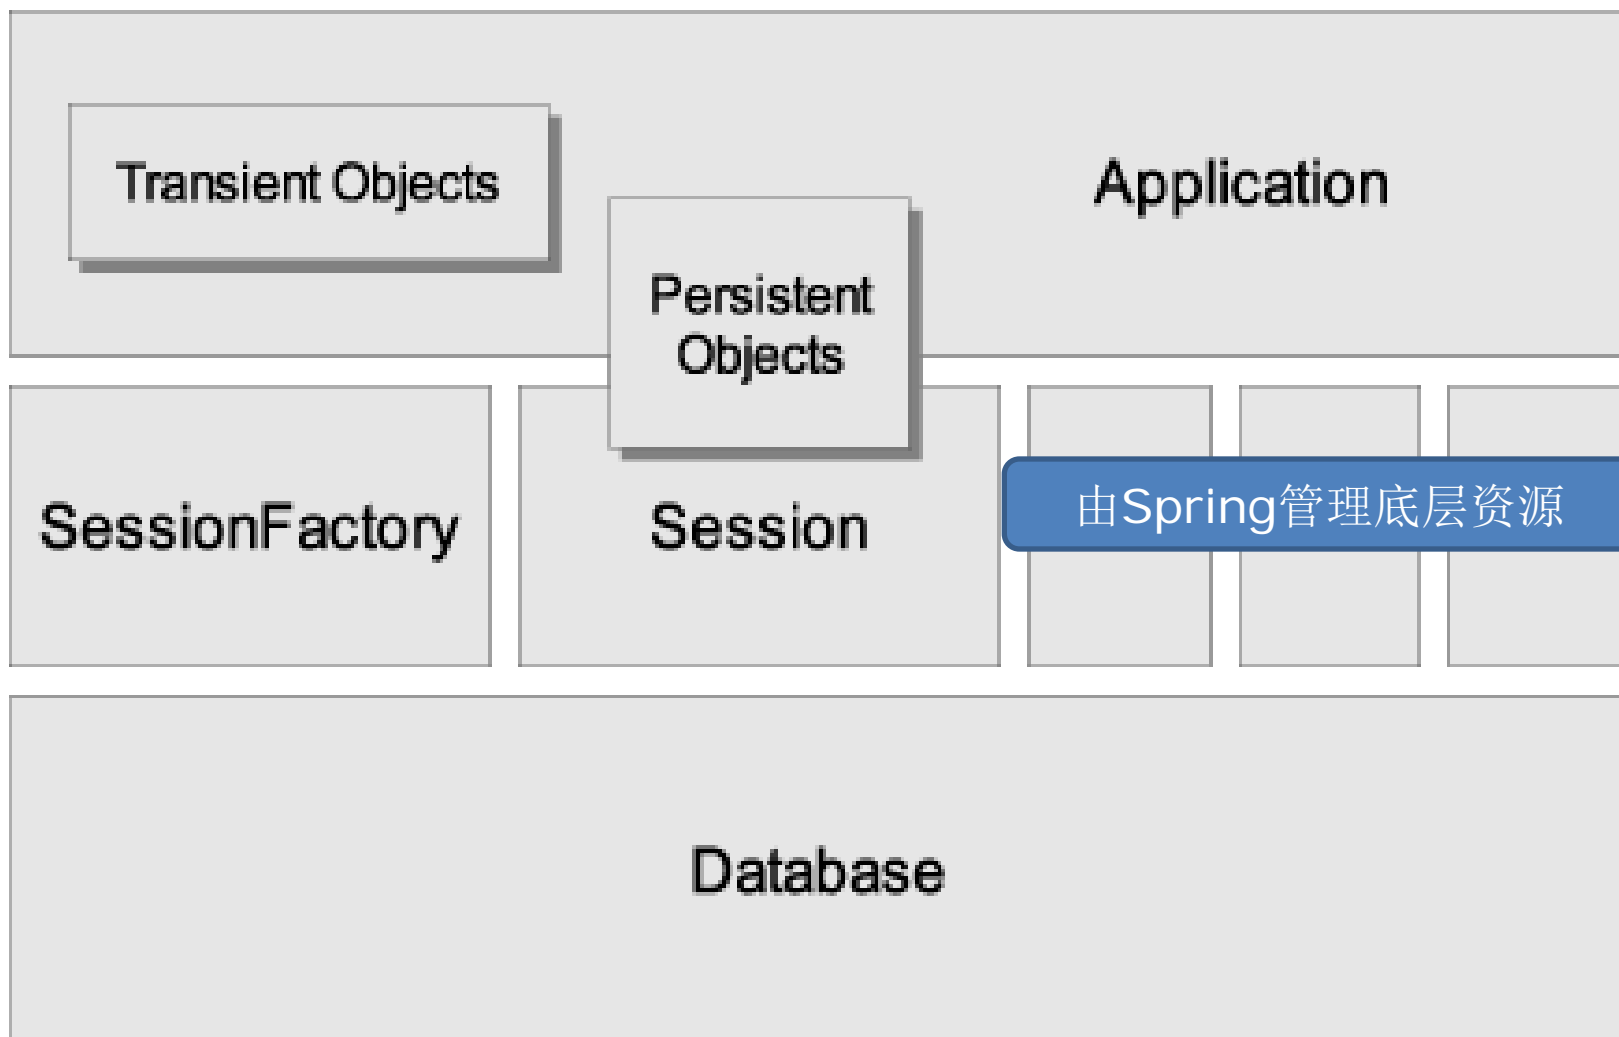 Transient Objects
Application
Persistent
Objects
SessionFactory
Session
由Spring管理底层资源
Database